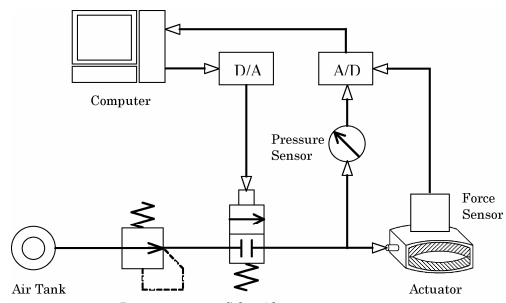 D/A
A/D
Computer
Pressure
Sensor
Force
Sensor
Air Tank
Actuator